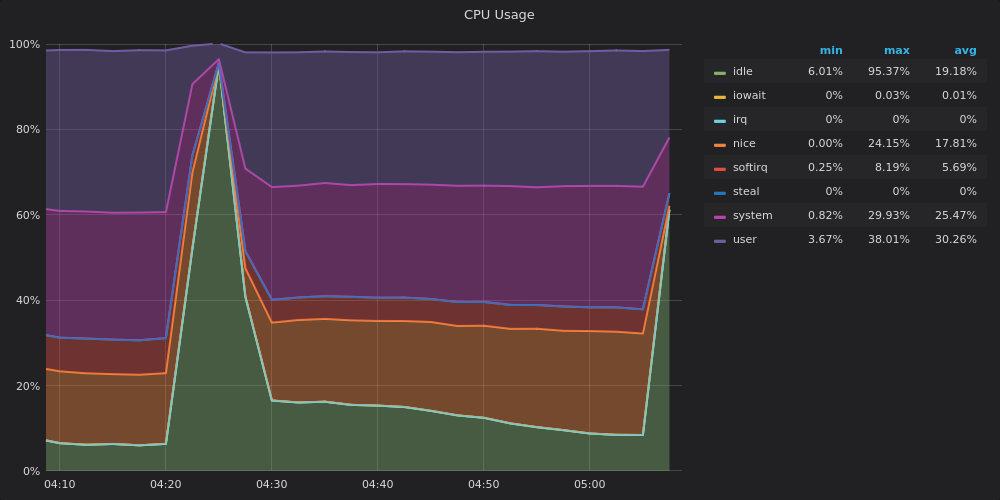 CPU Usage
100%
80%
60%
40%
20%
0%
04:10 04:20 04:30 04:40 04:50 05:00
min max avg
idle 6.01% 95.37% 19.18%
iowait 0% 0.03% 0.01%
irq 0% 0% 0%
nice 0.00% 24.15% 17.81%
softirq 0.25% 8.19% 5.69%
steal 0% 0% 0%
system 0.82% 29.93% 25.47%
user 3.67% 38.01% 30.26%